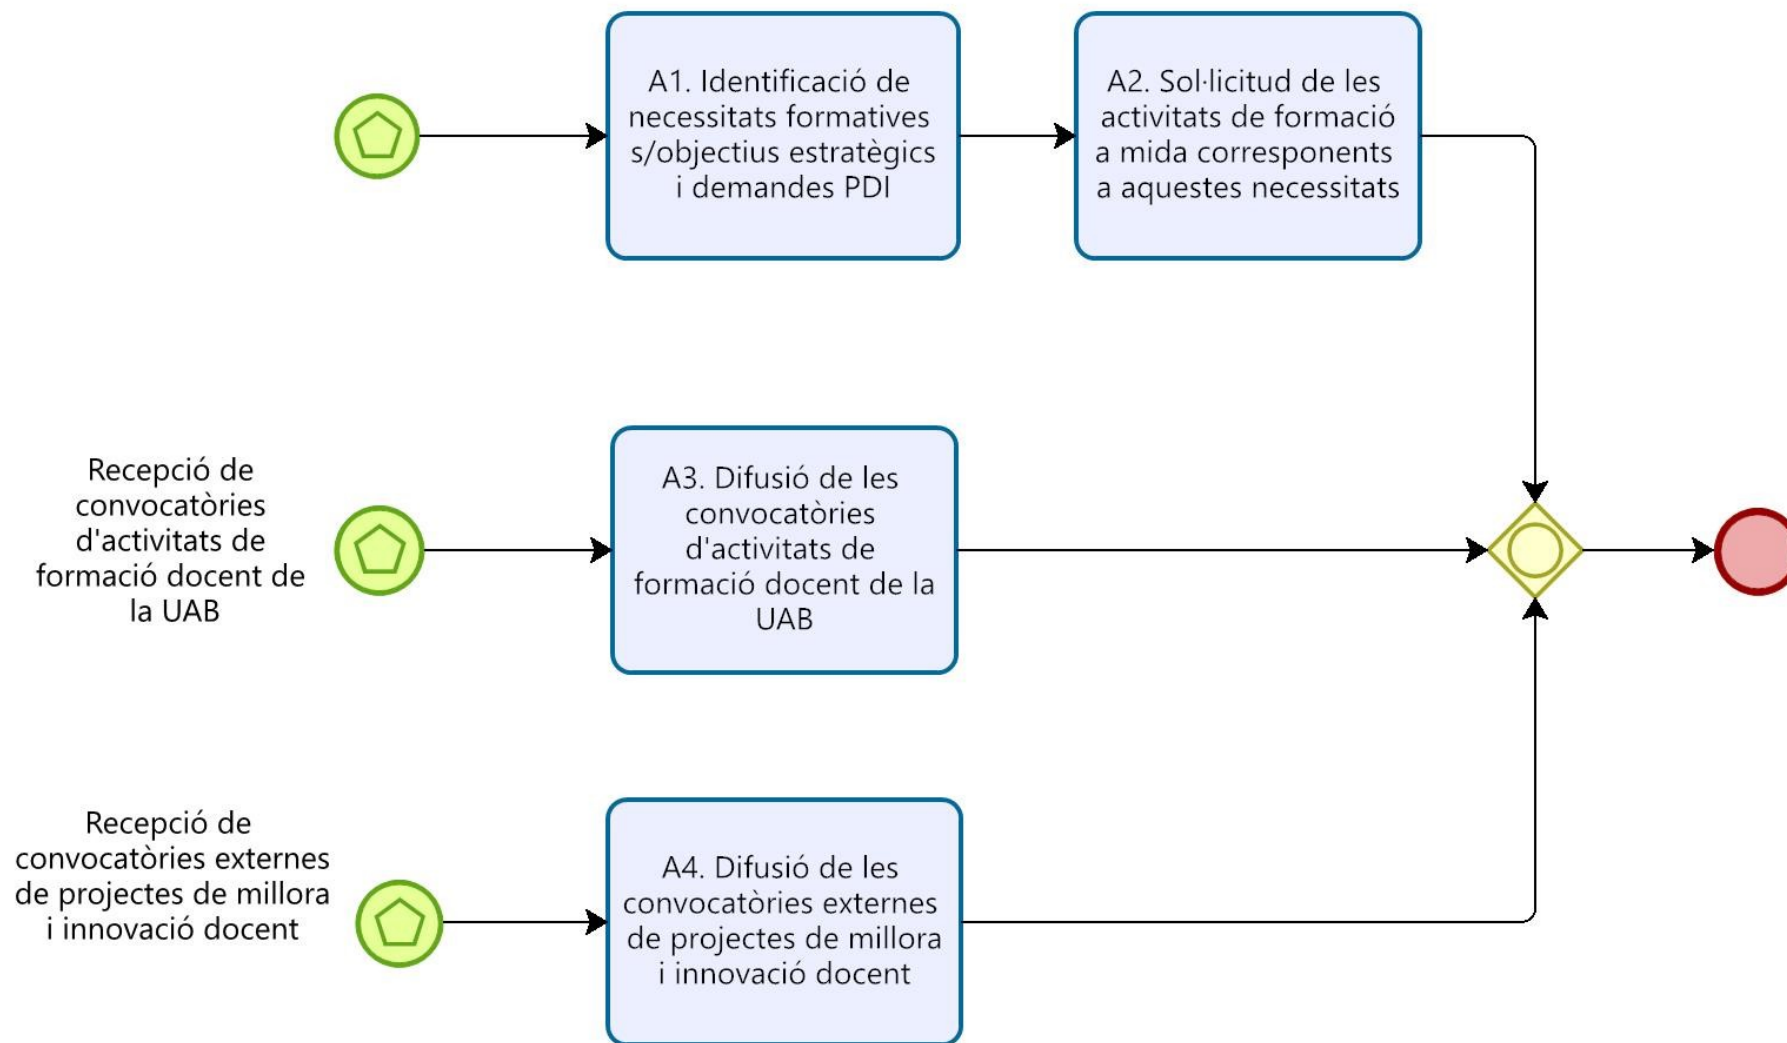 A1. Identificació de
necessitats formatives
s/objectius estratègics
i demandes PDI
A2. Sol·licitud de les
activitats de formació
a mida corresponents
a aquestes necessitats
Recepció de
convocatòries
d'activitats de
formació docent de
la UAB
A3. Difusió de les
convocatòries
d'activitats de
formació docent de la
UAB
Recepció de
convocatòries externes
de projectes de millora
i innovació docent
A4. Difusió de les
convocatòries externes
de projectes de millora
i innovació docent